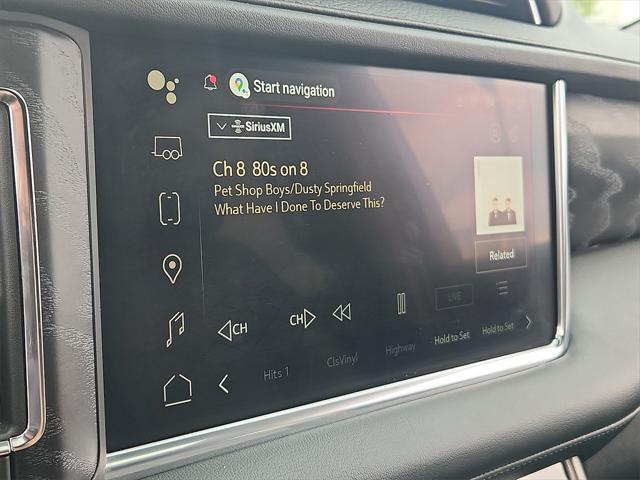 Start navigation
SiriusXM
Ch 8 80s on 8
Pet Shop Boys/Dusty Springfield
What Have I Done To Deserve This?
Related
CH CH LIVE
Hits 1 ClsVinyl Highway Hold to Set Hold to Set